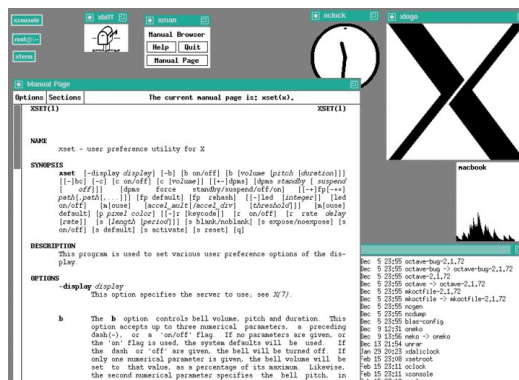 xconsole
root@:~
xterm
xbiff
xman
Manual Browser
Help Quit
Manual Page
oclock
xlogo
macbook
Manual Page
Options Sections The current manual page is: xset(x).
XSET(1) XSET(1)
NAME
xset - user preference utility for X
SYNOPSIS
xset [-display display] [-b] [b on/off] [b [volume [pitch [duration]]]
[[-]bc] [-c] [c on/off] [c [volume]] [[+-]dpms] [dpms standby [ suspend
[ off]]] [dpms force standby/suspend/off/on] [[-+]fp[-+=]
path[,path[,...]]] [fp default] [fp rehash] [[-]led [integer]] [led
on/off] [m[ouse] [accel_mult[/accel_div] [threshold]]] [m[ouse]
default] [p pixel color] [[-]r [keycode]] [r on/off] [r rate delay
[rate]] [s [length [period]]] [s blank/noblank] [s expose/noexpose] [s
on/off] [s default] [s activate] [s reset] [q]
DESCRIPTION
This program is used to set various user preference options of the dis-
play.
OPTIONS
-display display
This option specifies the server to use; see X(7).
b The b option controls bell volume, pitch and duration. This
option accepts up to three numerical parameters, a preceding
dash(-), or a 'on/off' flag. If no parameters are given, or
the 'on' flag is used, the system defaults will be used. If
the dash or 'off' are given, the bell will be turned off. If
only one numerical parameter is given, the bell volume will be
set to that value, as a percentage of its maximum. Likewise,
the second numerical parameter specifies the bell pitch, in
Dec 5 23:55 octave-bug-2.1.72
Dec 5 23:55 octave-bug -> octave-bug-2.1.72
Dec 5 23:55 octave-2.1.72
Dec 5 23:55 octave -> octave-2.1.72
Dec 5 23:55 mkoctfile-2.1.72
Dec 5 23:55 mkoctfile -> mkoctfile-2.1.72
Dec 5 23:55 ncgen
Dec 5 23:55 ncdump
Dec 5 23:55 blas-config
Dec 9 12:31 oneko
Dec 9 13:56 neko -> oneko
Dec 13 21:54 unrar
Jan 29 20:23 xdaliclock
Feb 15 23:08 xsetroot
Feb 15 23:11 oclock
Feb 15 23:11 xconsole